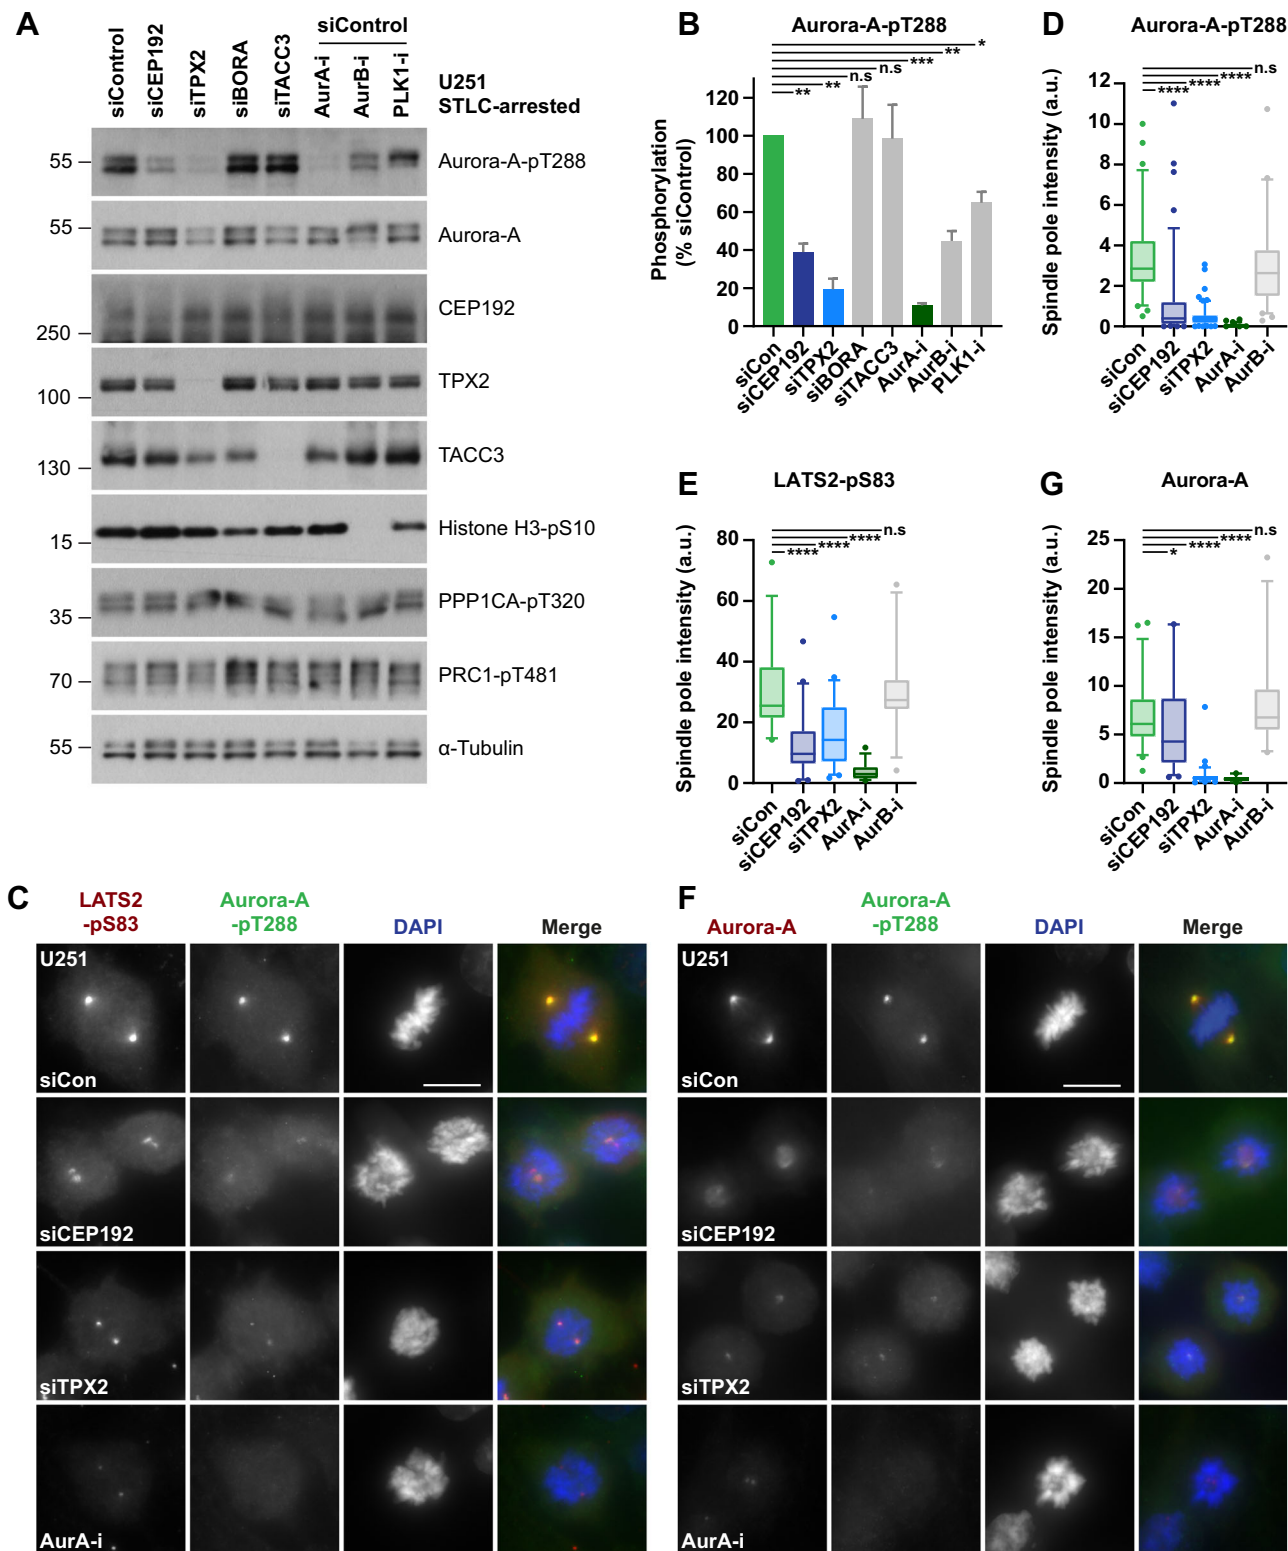 A
siControl
siControl
siCEP192
siTPX2
siBORA
siTACC3
AurA-i
AurB-i
PLK1-i
U251
STLC-arrested
55
Aurora-A-pT288
55
Aurora-A
CEP192
250
TPX2
100
TACC3
130
Histone H3-pS10
15
PPP1CA-pT320
35
PRC1-pT481
70
55
α-Tubulin
B
Aurora-A-pT288
*
**
***
n.s
n.s
**
**
Phosphorylation
(% siControl)
120
100
80
60
40
20
0
siCon
siCEP192
siTPX2
siBORA
siTACC3
AurA-i
AurB-i
PLK1-i
D
Aurora-A-pT288
n.s
****
****
****
Spindle pole intensity (a.u.)
12
10
8
6
4
2
0
siCon
siCEP192
siTPX2
AurA-i
AurB-i
E
LATS2-pS83
n.s
****
****
****
Spindle pole intensity (a.u.)
80
60
40
20
0
siCon
siCEP192
siTPX2
AurA-i
AurB-i
G
Aurora-A
n.s
****
****
*
Spindle pole intensity (a.u.)
25
20
15
10
5
0
siCon
siCEP192
siTPX2
AurA-i
AurB-i
C
LATS2
-pS83
Aurora-A
-pT288
DAPI
Merge
U251
siCon
siCEP192
siTPX2
AurA-i
F
Aurora-A
Aurora-A
-pT288
DAPI
Merge
U251
siCon
siCEP192
siTPX2
AurA-i